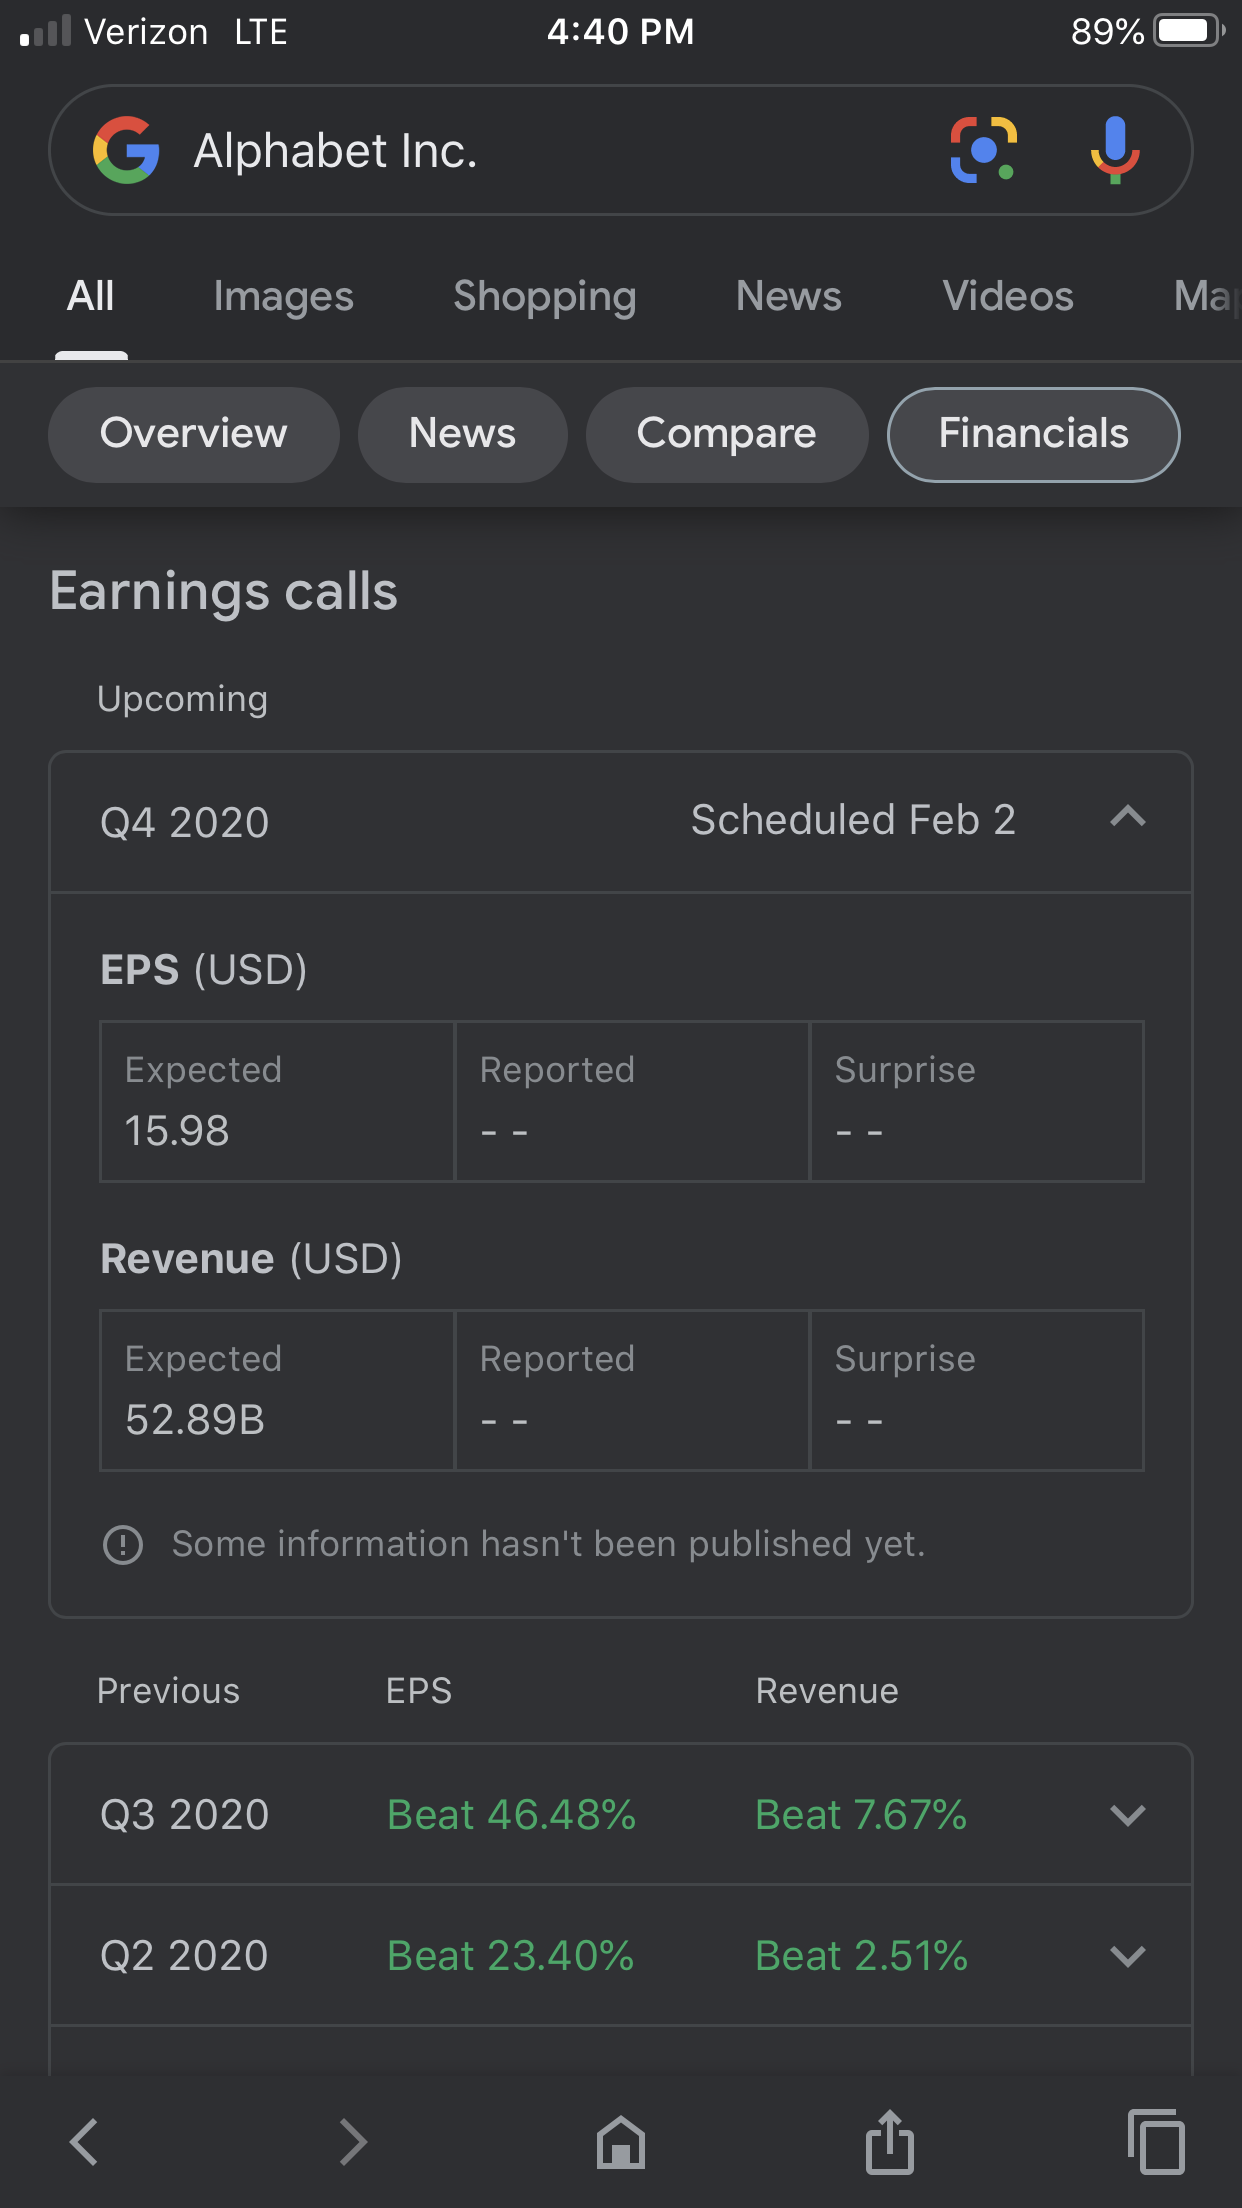 Verizon LTE 4:40 PM 89%
Alphabet Inc.
All Images Shopping News Videos Ma
Overview News Compare Financials
Earnings calls
Upcoming
Q4 2020 Scheduled Feb 2
EPS (USD)
Expected Reported Surprise
15.98 - - - -
Revenue (USD)
Expected Reported Surprise
52.89B - - - -
Some information hasn't been published yet.
Previous EPS Revenue
Q3 2020 Beat 46.48% Beat 7.67%
Q2 2020 Beat 23.40% Beat 2.51%